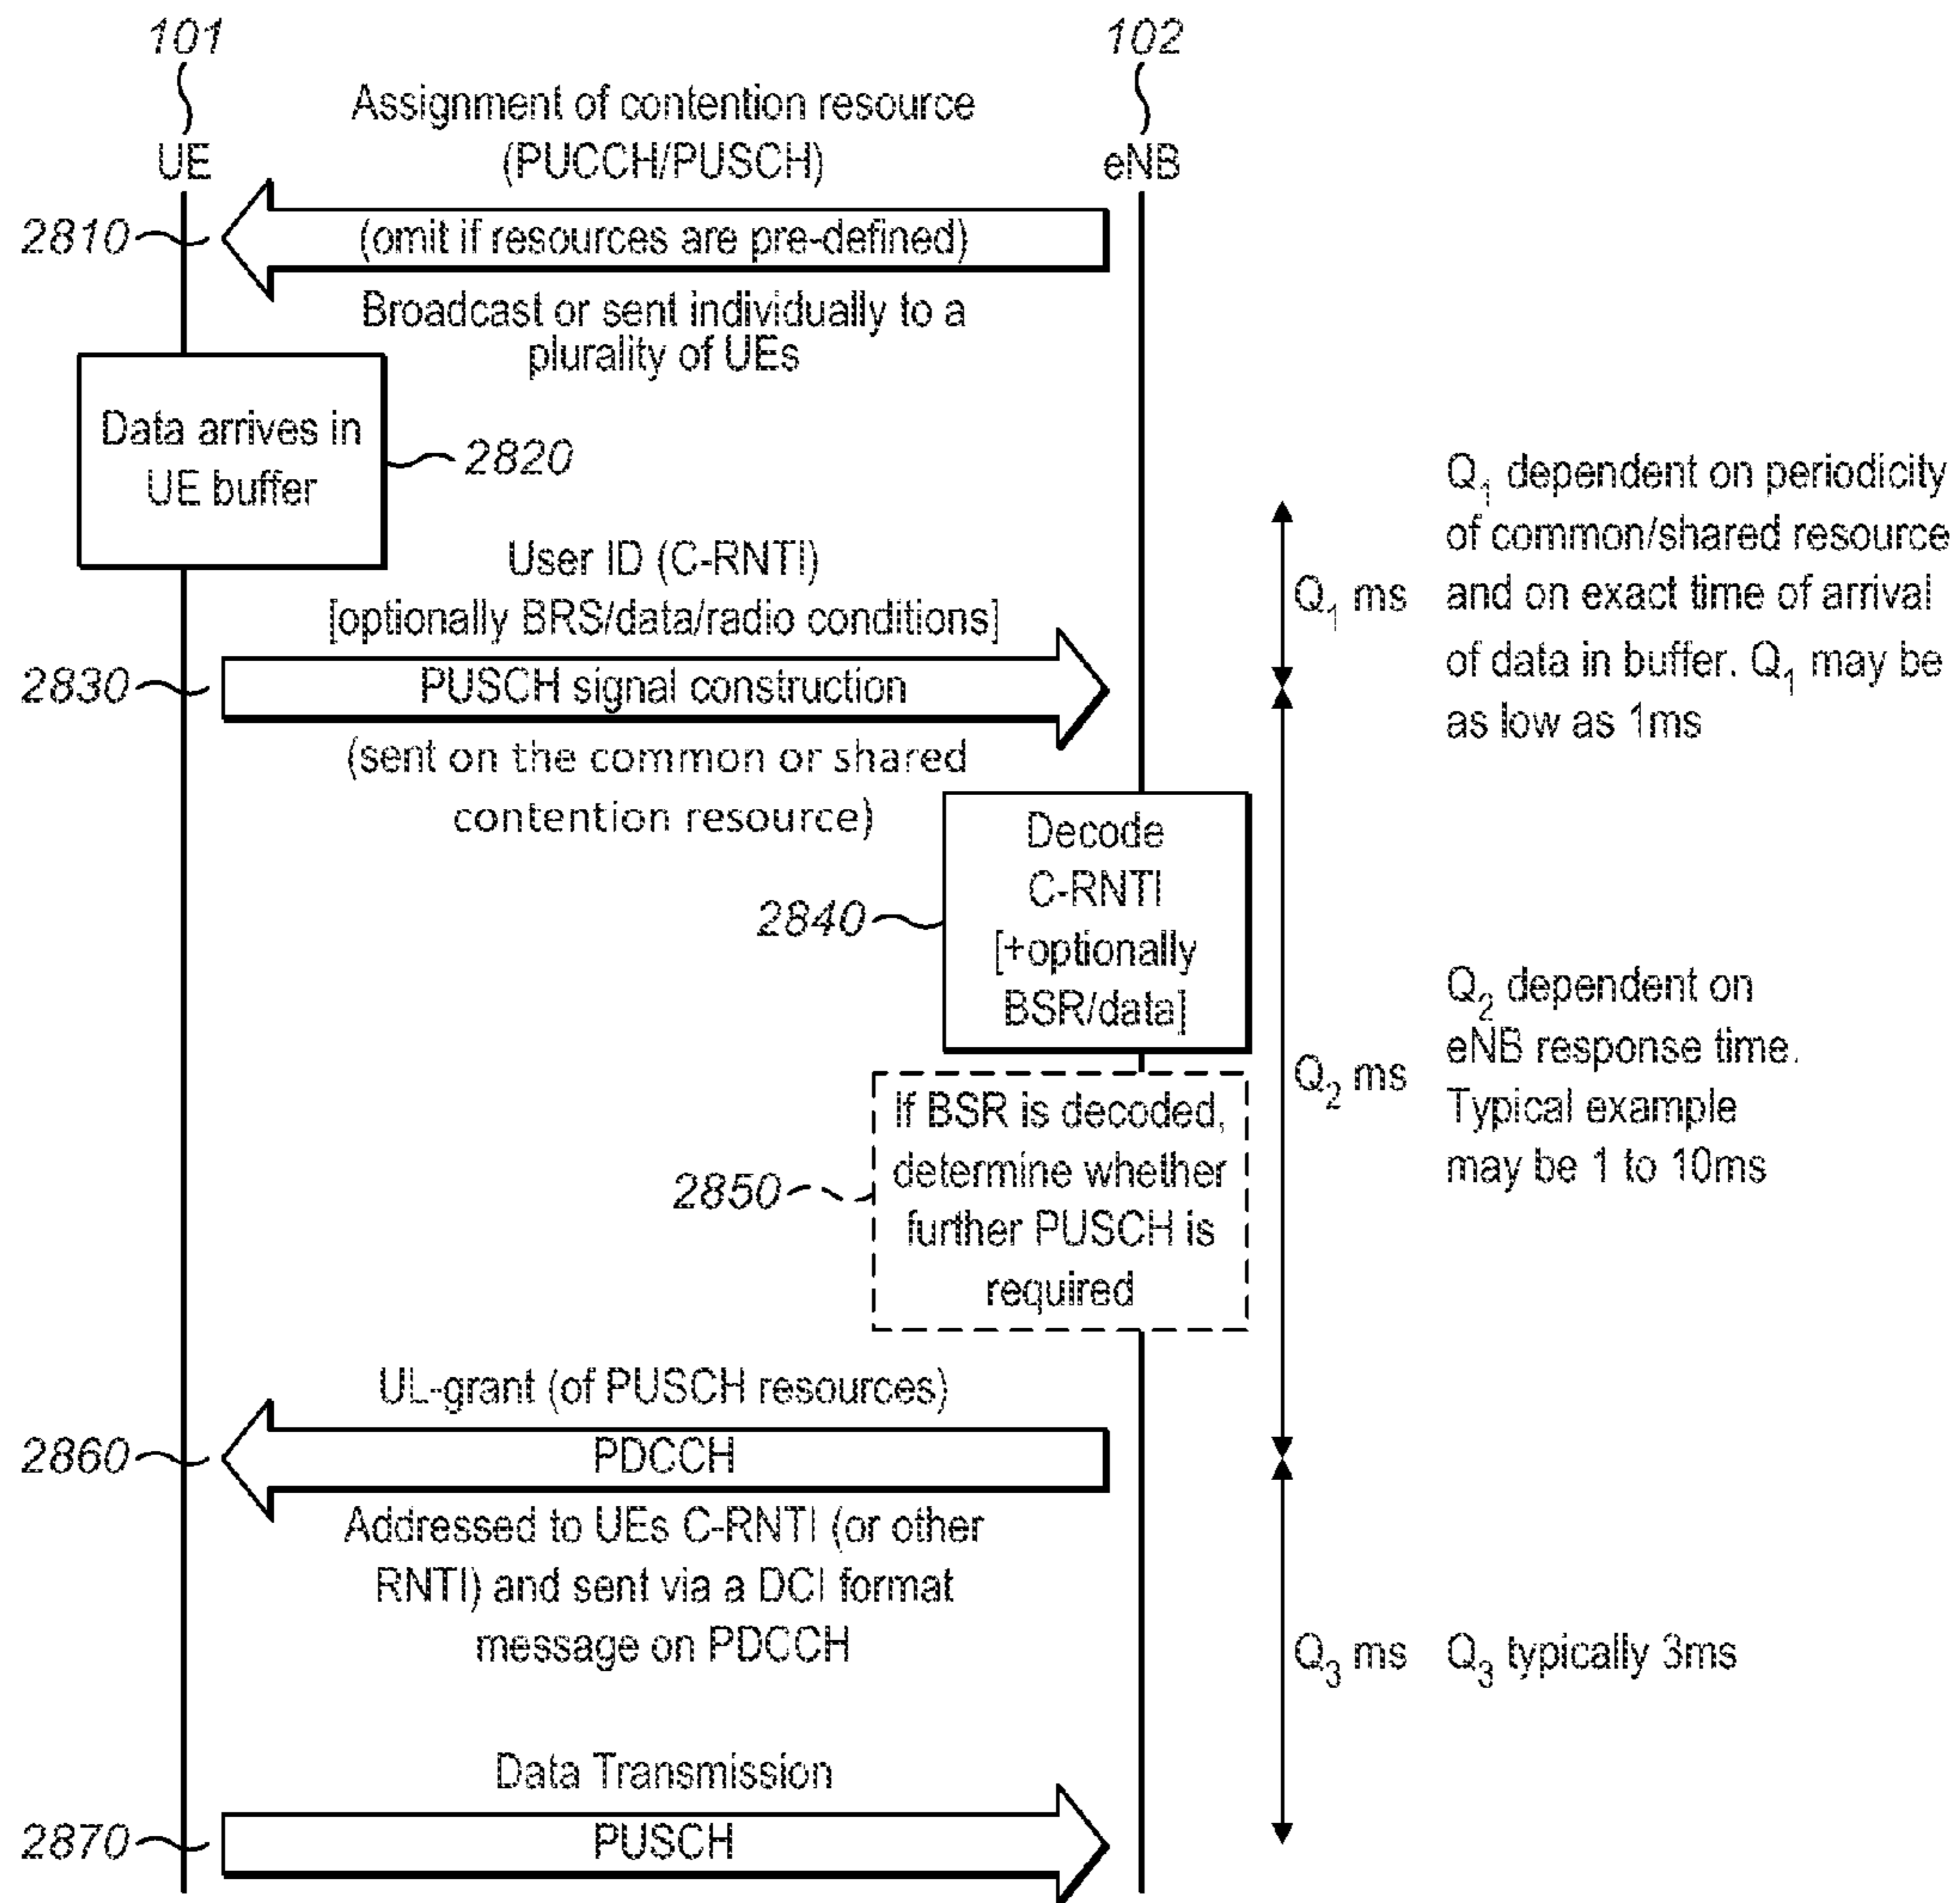 101
102
Assignment of contention resource
(PUCCH/PUSCH)
UE
eNB
2810
(omit if resources are pre-defined)
Broadcast or sent individually to a
plurality of UEs
Data arrives in
UE buffer
2820
User ID (C-RNTI)
[optionally BRS/data/radio conditions]
2830
PUSCH signal construction
(sent on the common or shared
contention resource)
Q1 ms
Q1 dependent on periodicity
of common/shared resource
and on exact time of arrival
of data in buffer. Q1 may be
as low as 1ms
Decode
C-RNTI
[+optionally
BSR/data]
2840
If BSR is decoded,
determine whether
further PUSCH is
required
2850
Q2 ms
Q2 dependent on
eNB response time.
Typical example
may be 1 to 10ms
UL-grant (of PUSCH resources)
2860
PDCCH
Addressed to UEs C-RNTI (or other
RNTI) and sent via a DCI format
message on PDCCH
Q3 ms
Q3 typically 3ms
Data Transmission
2870
PUSCH